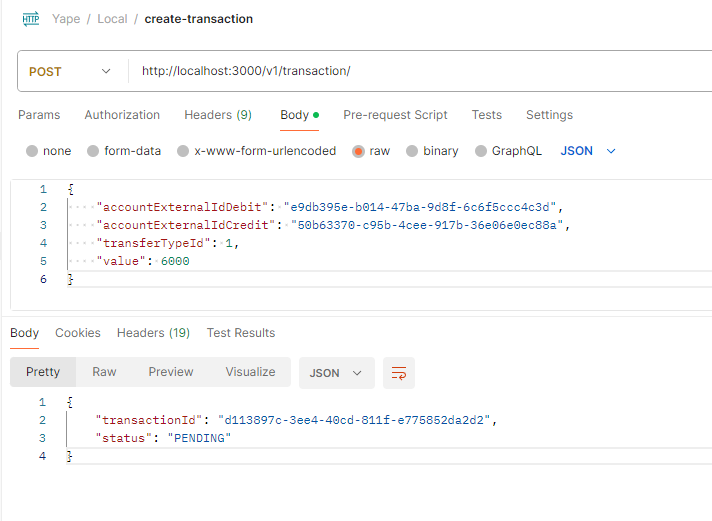 HTTP Yape / Local / create-transaction
POST http://localhost:3000/v1/transaction/
Params Authorization Headers (9) Body Pre-request Script Tests Settings
none form-data x-www-form-urlencoded raw binary GraphQL JSON
1 {
2 "accountExternalIdDebit": "e9db395e-b014-47ba-9d8f-6c6f5ccc4c3d",
3 "accountExternalIdCredit": "50b63370-c95b-4cee-917b-36e06e0ec88a",
4 "transferTypeId": 1,
5 "value": 6000
6 }
Body Cookies Headers (19) Test Results
Pretty Raw Preview Visualize JSON
1 {
2 "transactionId": "d113897c-3ee4-40cd-811f-e775852da2d2",
3 "status": "PENDING"
4 }